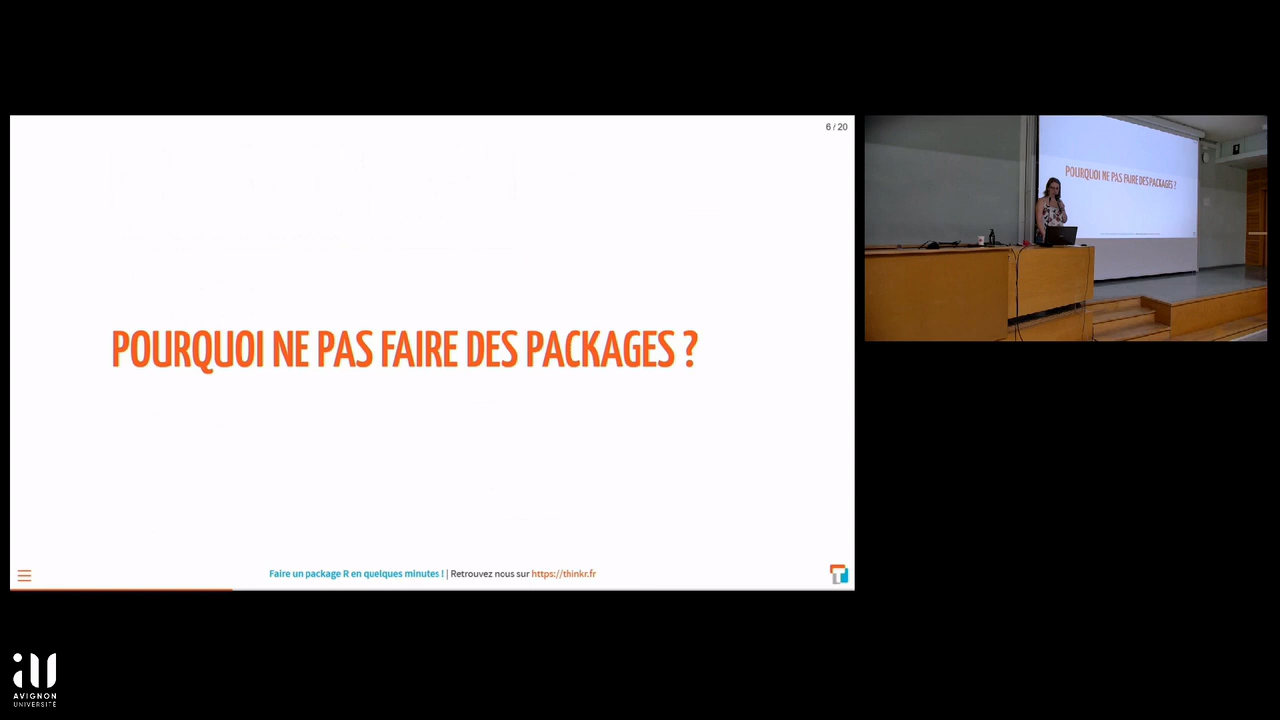 6 / 20
POURQUOI NE PAS FAIRE DES PACKAGES ?
Faire un package R en quelques minutes ! | Retrouvez nous sur https://thinkr.fr
POURQUOI NE PAS FAIRE DES PACKAGES ?
AVIGNON
UNIVERSITÉ